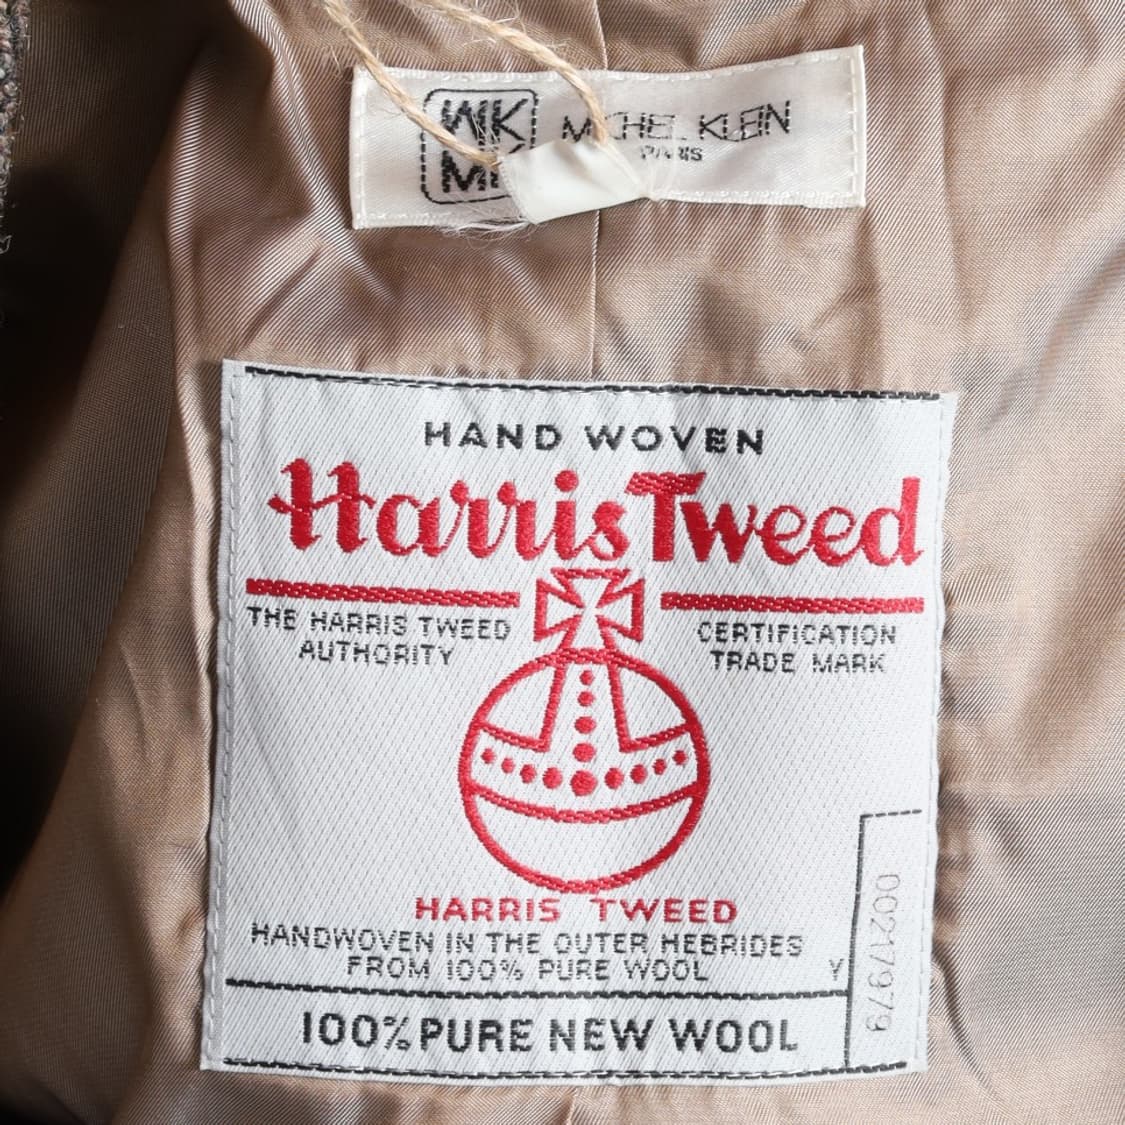 MK
MICHEL KLEIN
PARIS
HAND WOVEN
Harris Tweed
THE HARRIS TWEED
AUTHORITY
CERTIFICATION
TRADE MARK
HARRIS TWEED
HANDWOVEN IN THE OUTER HEBRIDES
FROM 100% PURE WOOL
Y
100% PURE NEW WOOL
00217979